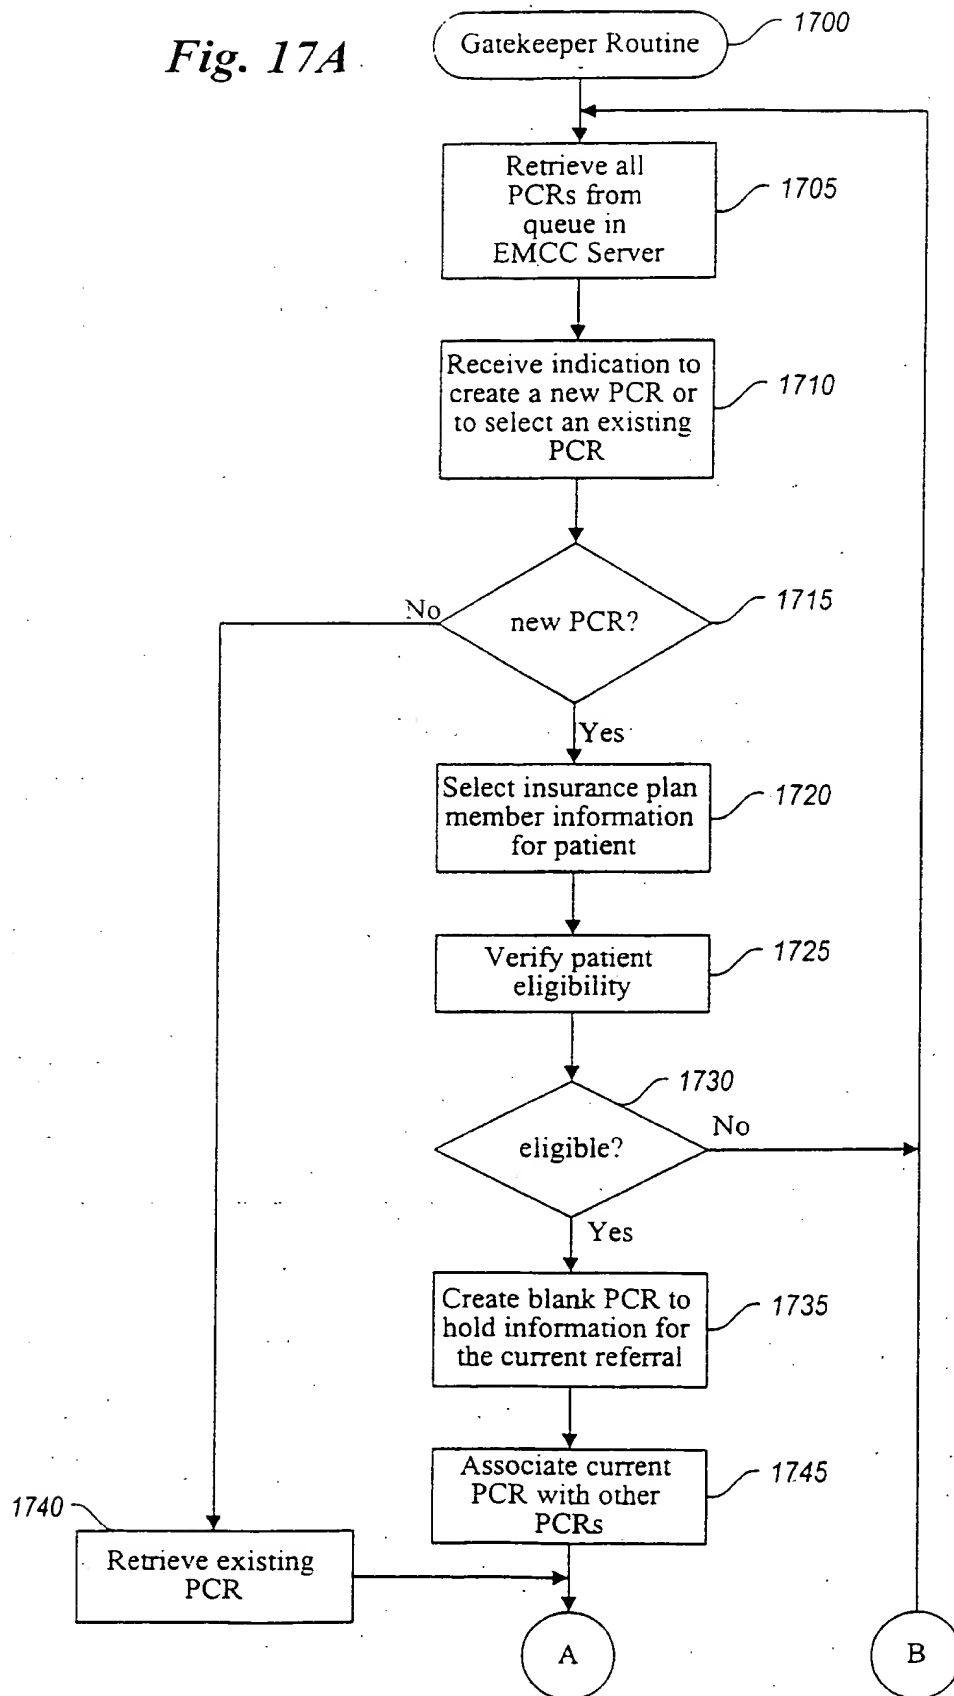 Fig. 17A
Gatekeeper Routine
1700
Retrieve all
PCRs from
queue in
EMCC Server
1705
Receive indication to
create a new PCR or
to select an existing
PCR
1710
new PCR?
1715
No
Yes
Select insurance plan
member information
for patient
1720
Verify patient
eligibility
1725
eligible?
1730
No
Yes
Create blank PCR to
hold information for
the current referral
1735
Associate current
PCR with other
PCRs
1745
1740
Retrieve existing
PCR
A
B